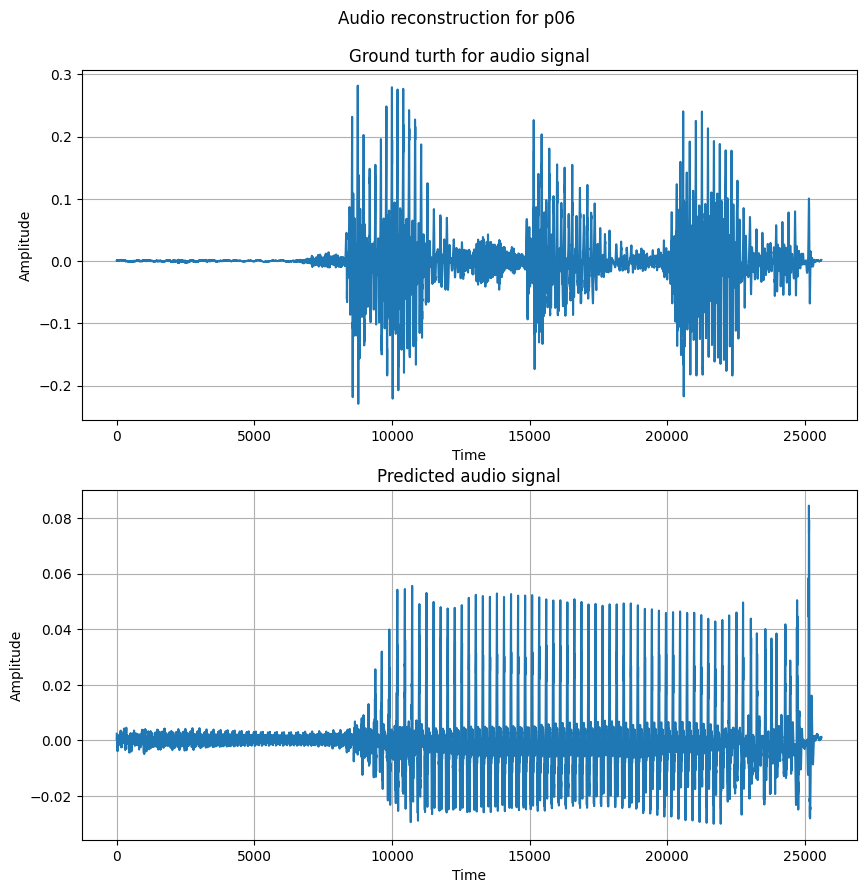 Audio reconstruction for p06
Ground turth for audio signal
0.3
0.2
0.1
0.0
−0.1
−0.2
Amplitude
0 5000 10000 15000 20000 25000
Time
Predicted audio signal
0.08
0.06
0.04
0.02
0.00
−0.02
Amplitude
0 5000 10000 15000 20000 25000
Time